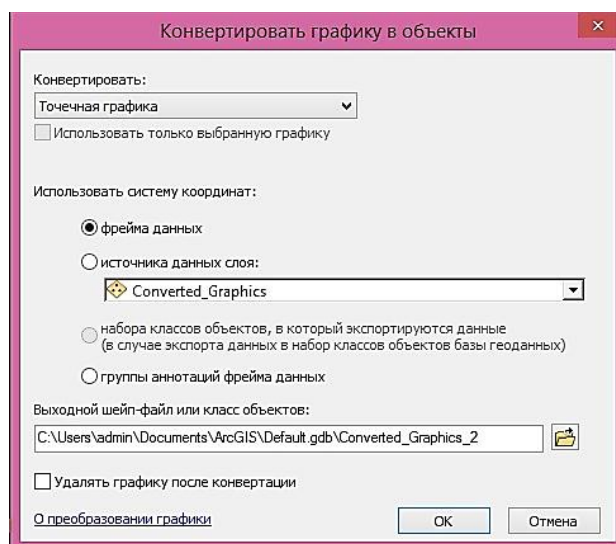 Конвертировать графику в объекты
Конвертировать:
Точечная графика
Использовать только выбранную графику
Использовать систему координат:
фрейма данных
источника данных слоя:
Converted_Graphics
набора классов объектов, в который экспортируются данные
(в случае экспорта данных в набор классов объектов базы геоданных)
группы аннотаций фрейма данных
Выходной шейп-файл или класс объектов:
C:\Users\admin\Documents\ArcGIS\Default.gdb\Converted_Graphics_2
Удалять графику после конвертации
О преобразовании графики
ОК
Отмена